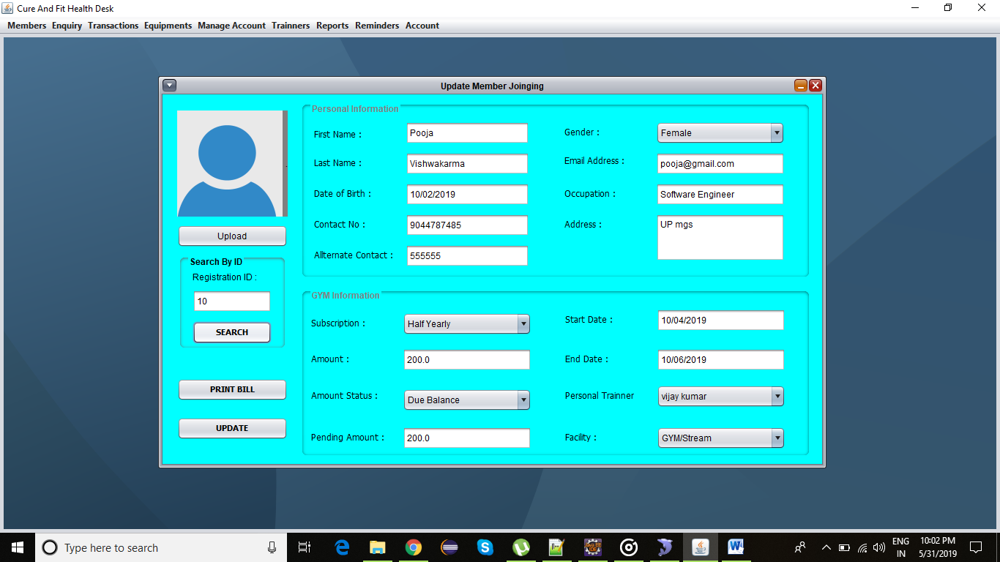 Cure And Fit Health Desk
Members Enquiry Transactions Equipments Manage Account Trainners Reports Reminders Account
Update Member Joinging
Upload
Search By ID
Registration ID :
10
SEARCH
PRINT BILL
UPDATE
Personal Information
First Name : Pooja Gender : Female
Last Name : Vishwakarma Email Address : pooja@gmail.com
Date of Birth : 10/02/2019 Occupation : Software Engineer
Contact No : 9044787485 Address : UP mgs
Allternate Contact : 555555
GYM Information
Subscription : Half Yearly Start Date : 10/04/2019
Amount : 200.0 End Date : 10/06/2019
Amount Status : Due Balance Personal Trainner vijay kumar
Pending Amount : 200.0 Facility : GYM/Stream
Type here to search
ENG 10:02 PM
IN 5/31/2019